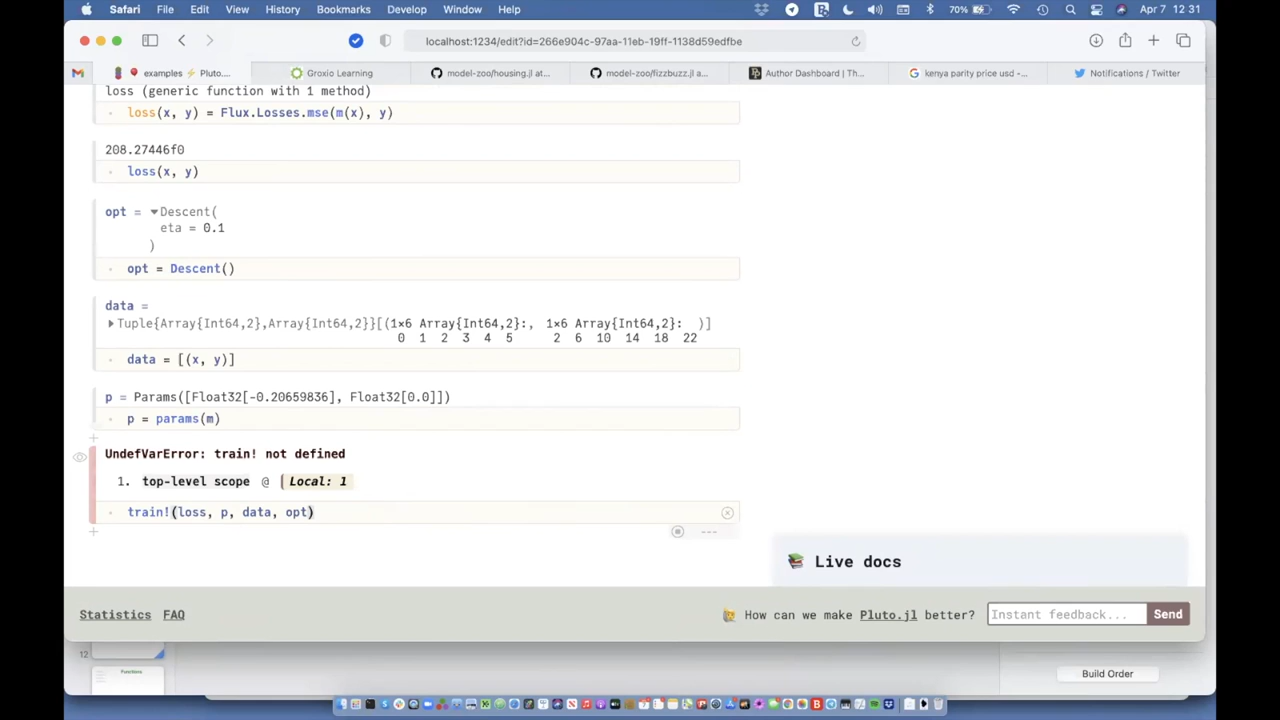 Safari File Edit View History Bookmarks Develop Window Help 70% Apr 7 12 31
localhost:1234/edit?id=266e904c-97aa-11eb-19ff-1138d59edfbe
examples ⚡ Pluto.... Groxio Learning model-zoo/housing.jl at... model-zoo/fizzbuzz.jl a... Author Dashboard | Th... kenya parity price usd -... Notifications / Twitter
loss (generic function with 1 method)
loss(x, y) = Flux.Losses.mse(m(x), y)
208.27446f0
loss(x, y)
opt = ▼Descent(
eta = 0.1
)
opt = Descent()
data =
▶Tuple{Array{Int64,2},Array{Int64,2}}[(1×6 Array{Int64,2}:, 1×6 Array{Int64,2}: )]
0 1 2 3 4 5 2 6 10 14 18 22
data = [(x, y)]
p = Params([Float32[-0.20659836], Float32[0.0]])
p = params(m)
UndefVarError: train! not defined
1. top-level scope @ Local: 1
train!(loss, p, data, opt)
Live docs
Statistics FAQ How can we make Pluto.jl better? Instant feedback... Send
12
Functions
Build Order